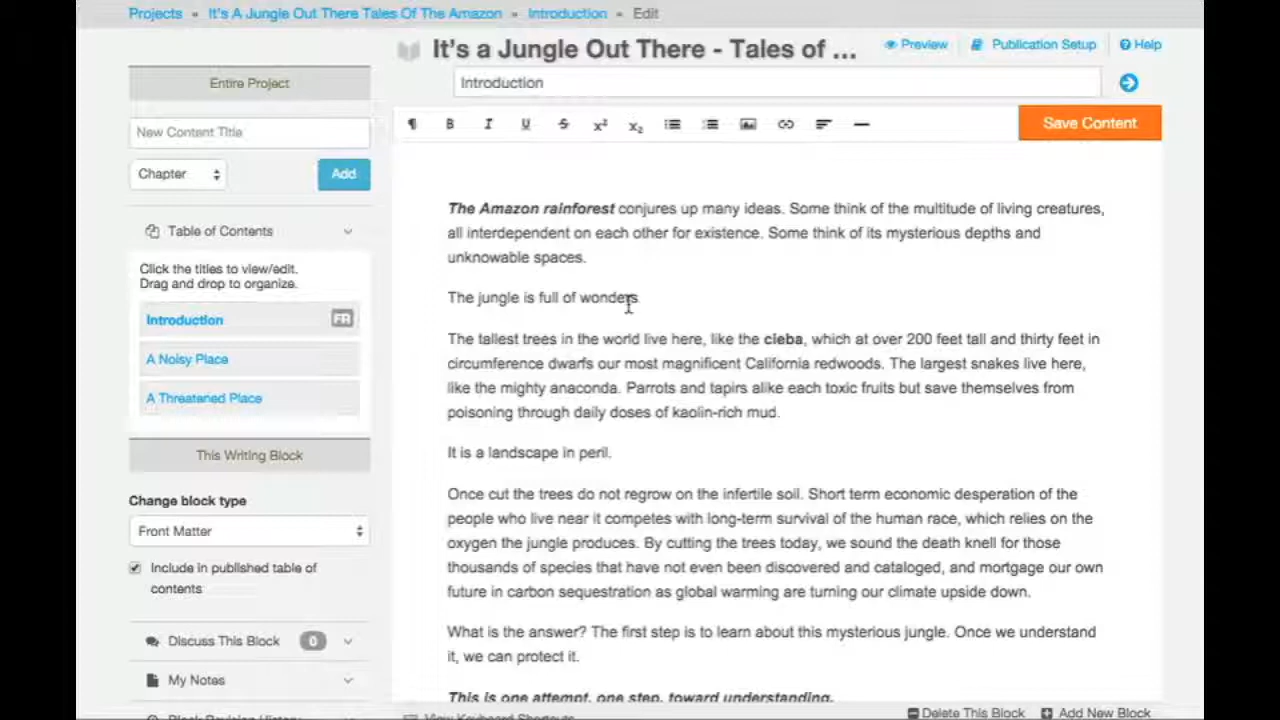 Projects » It's A Jungle Out There Tales Of The Amazon » Introduction » Edit
It's a Jungle Out There - Tales of ...
Preview
Publication Setup
Help
Entire Project
Introduction
New Content Title
Save Content
Chapter
Add
Table of Contents
Click the titles to view/edit.
Drag and drop to organize.
Introduction
A Noisy Place
A Threatened Place
This Writing Block
Change block type
Front Matter
Include in published table of
contents
Discuss This Block 0
My Notes
Block Revision History
The Amazon rainforest conjures up many ideas. Some think of the multitude of living creatures,
all interdependent on each other for existence. Some think of its mysterious depths and
unknowable spaces.
The jungle is full of wonders.
The tallest trees in the world live here, like the cieba, which at over 200 feet tall and thirty feet in
circumference dwarfs our most magnificent California redwoods. The largest snakes live here,
like the mighty anaconda. Parrots and tapirs alike each toxic fruits but save themselves from
poisoning through daily doses of kaolin-rich mud.
It is a landscape in peril.
Once cut the trees do not regrow on the infertile soil. Short term economic desperation of the
people who live near it competes with long-term survival of the human race, which relies on the
oxygen the jungle produces. By cutting the trees today, we sound the death knell for those
thousands of species that have not even been discovered and cataloged, and mortgage our own
future in carbon sequestration as global warming are turning our climate upside down.
What is the answer? The first step is to learn about this mysterious jungle. Once we understand
it, we can protect it.
This is one attempt, one step, toward understanding.
View Keyboard Shortcuts
Delete This Block
Add New Block